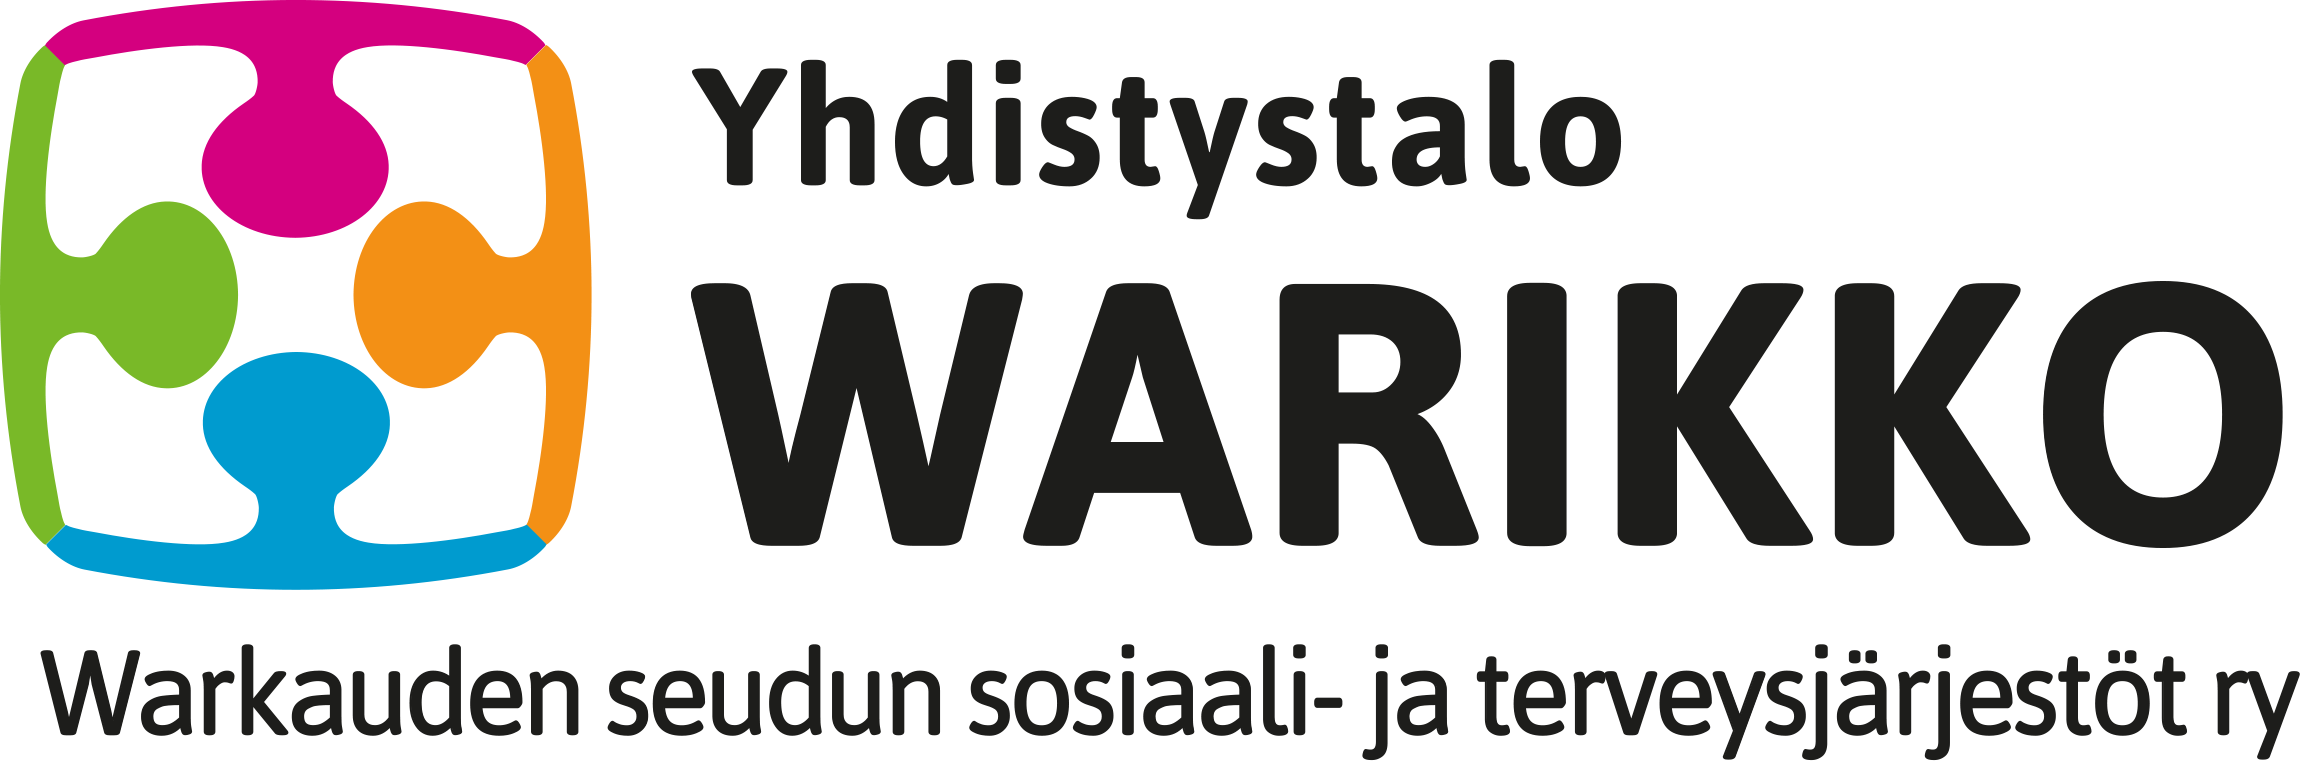 Yhdistystalo
WARIKKO
Warkauden seudun sosiaali- ja terveysjärjestöt ry